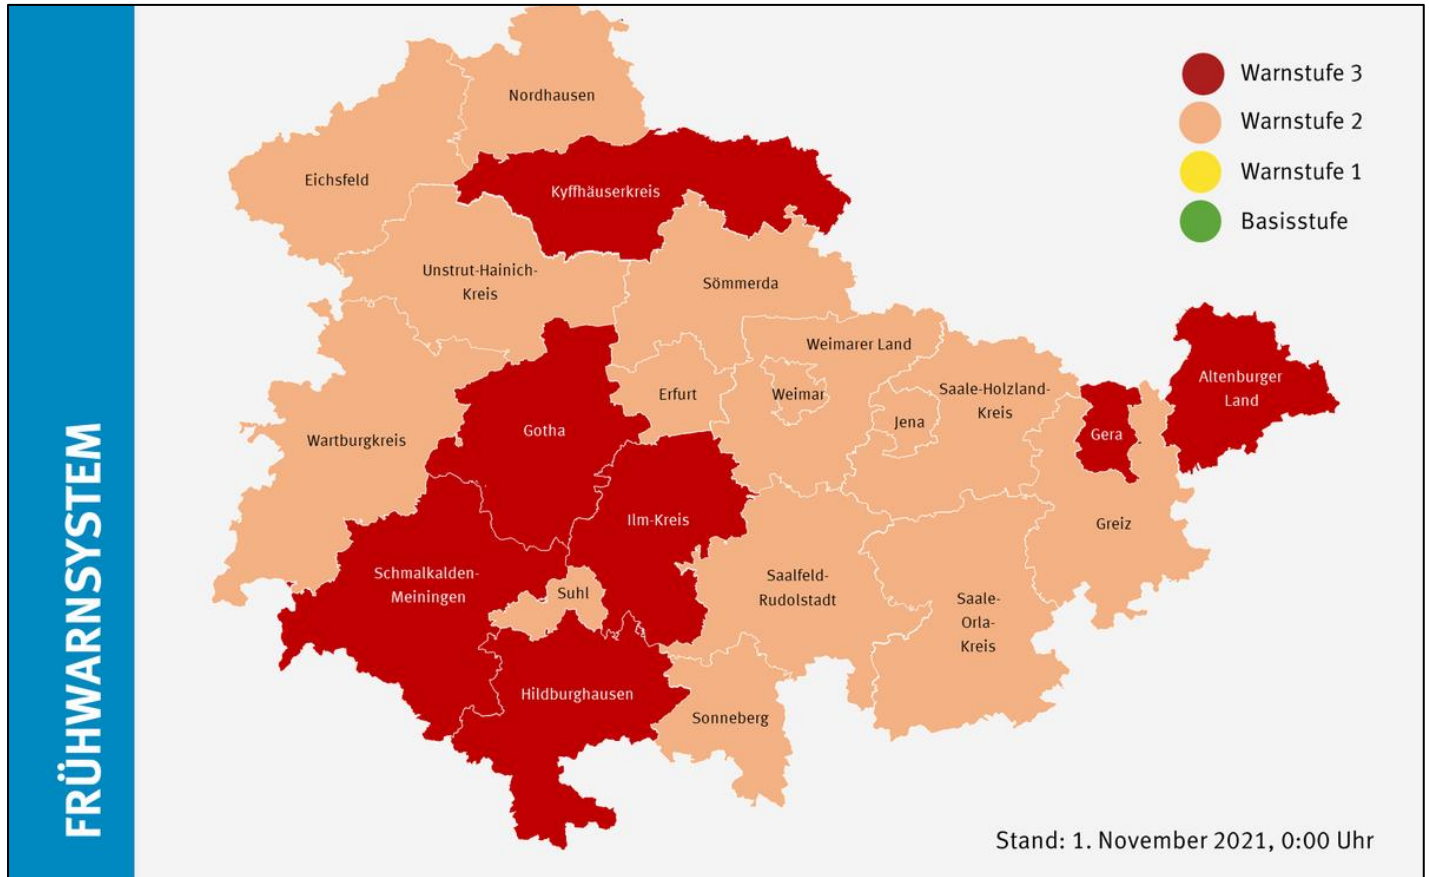 FRÜHWARNSYSTEM
Warnstufe 3
Warnstufe 2
Warnstufe 1
Basisstufe
Nordhausen
Eichsfeld
Kyffhäuserkreis
Unstrut-Hainich-
Kreis
Sömmerda
Weimarer Land
Erfurt
Weimar
Saale-Holzland-
Kreis
Jena
Altenburger
Land
Gera
Wartburgkreis
Gotha
Ilm-Kreis
Greiz
Schmalkalden-
Meiningen
Suhl
Saalfeld-
Rudolstadt
Saale-
Orla-
Kreis
Hildburghausen
Sonneberg
Stand: 1. November 2021, 0:00 Uhr